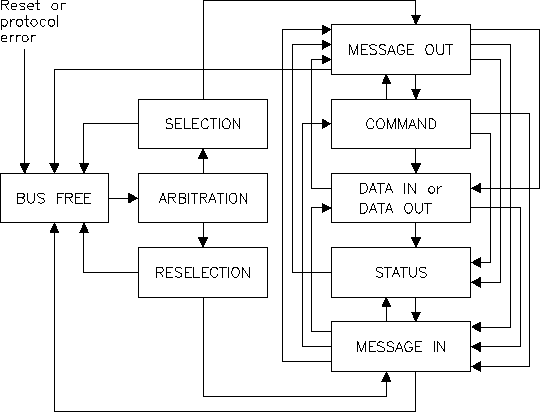 Reset or
protocol
error
MESSAGE OUT
SELECTION
COMMAND
BUS FREE
ARBITRATION
DATA IN or
DATA OUT
RESELECTION
STATUS
MESSAGE IN